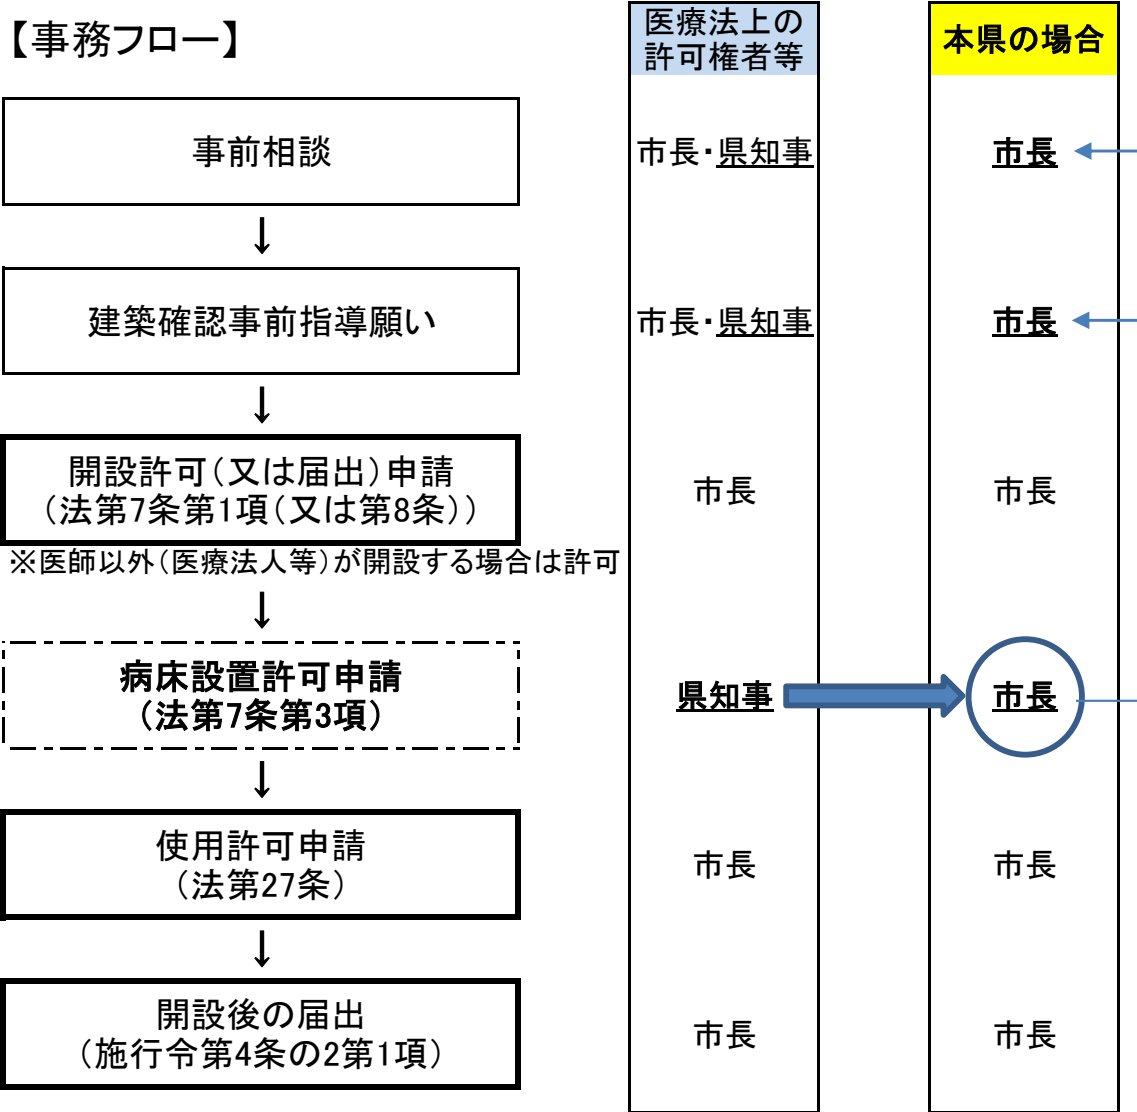 【事務フロー】
医療法上の
許可権者等
本県の場合
事前相談
市長・県知事
市長
↓
建築確認事前指導願い
市長・県知事
市長
↓
開設許可（又は届出）申請
（法第7条第1項（又は第8条））
市長
市長
※医師以外（医療法人等）が開設する場合は許可
↓
病床設置許可申請
（法第7条第3項）
県知事
市長
↓
使用許可申請
（法第27条）
市長
市長
↓
開設後の届出
（施行令第4条の2第1項）
市長
市長